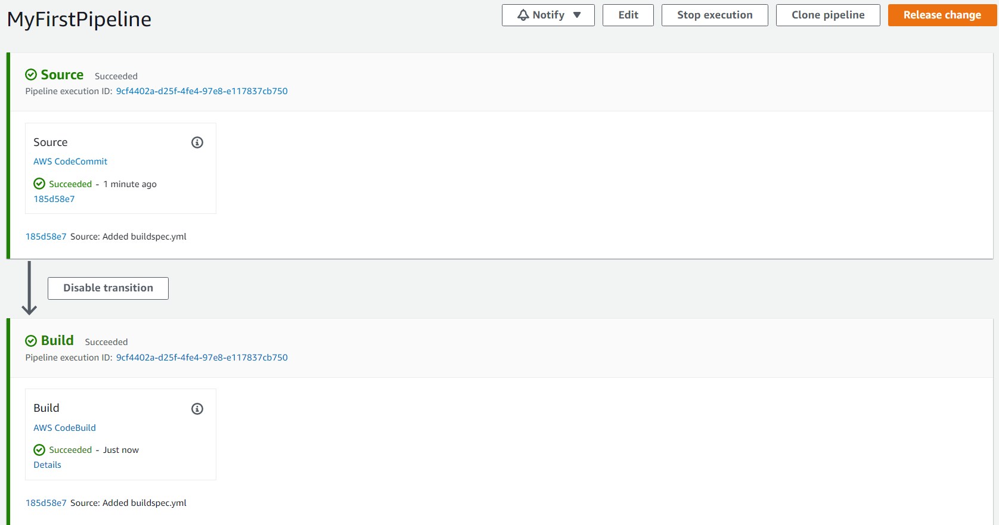 MyFirstPipeline
Notify
Edit
Stop execution
Clone pipeline
Release change
Source Succeeded
Pipeline execution ID: 9cf4402a-d25f-4fe4-97e8-e117837cb750
Source
AWS CodeCommit
Succeeded - 1 minute ago
185d58e7
185d58e7 Source: Added buildspec.yml
Disable transition
Build Succeeded
Pipeline execution ID: 9cf4402a-d25f-4fe4-97e8-e117837cb750
Build
AWS CodeBuild
Succeeded - Just now
Details
185d58e7 Source: Added buildspec.yml